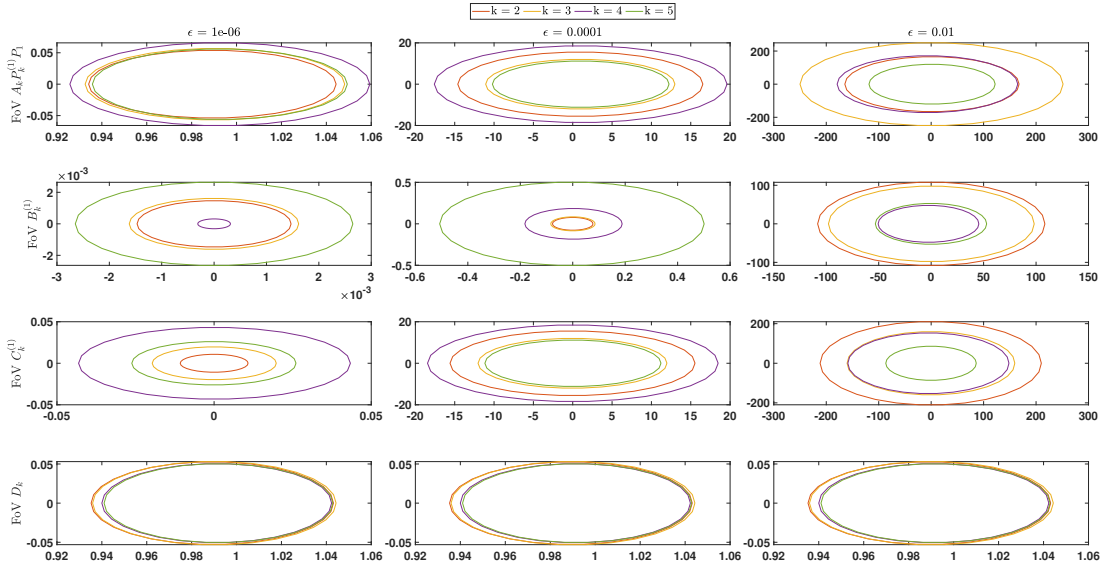 k = 2 k = 3 k = 4 k = 5
ϵ = 1e-06 ϵ = 0.0001 ϵ = 0.01
FoV A_k P_k^{(1)} P_1
0.05 0 -0.05
0.92 0.94 0.96 0.98 1 1.02 1.04 1.06
20 10 0 -10 -20
-20 -15 -10 -5 0 5 10 15 20
200 0 -200
-300 -200 -100 0 100 200 300
FoV B_k^{(1)}
×10⁻³
2 0 -2
-3 -2 -1 0 1 2 3
×10⁻³
0.5 0 -0.5
-0.6 -0.4 -0.2 0 0.2 0.4 0.6
100 0 -100
-150 -100 -50 0 50 100 150
FoV C_k^{(1)}
0.05 0 -0.05
-0.05 0 0.05
20 10 0 -10 -20
-20 -15 -10 -5 0 5 10 15 20
200 0 -200
-300 -200 -100 0 100 200 300
FoV D_k
0.05 0 -0.05
0.92 0.94 0.96 0.98 1 1.02 1.04 1.06
0.05 0 -0.05
0.92 0.94 0.96 0.98 1 1.02 1.04 1.06
0.05 0 -0.05
0.92 0.94 0.96 0.98 1 1.02 1.04 1.06